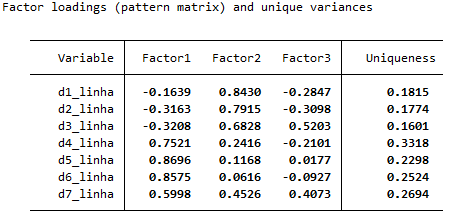 Factor loadings (pattern matrix) and unique variances
Variable Factor1 Factor2 Factor3 Uniqueness
d1_linha -0.1639 0.8430 -0.2847 0.1815
d2_linha -0.3163 0.7915 -0.3098 0.1774
d3_linha -0.3208 0.6828 0.5203 0.1601
d4_linha 0.7521 0.2416 -0.2101 0.3318
d5_linha 0.8696 0.1168 0.0177 0.2298
d6_linha 0.8575 0.0616 -0.0927 0.2524
d7_linha 0.5998 0.4526 0.4073 0.2694